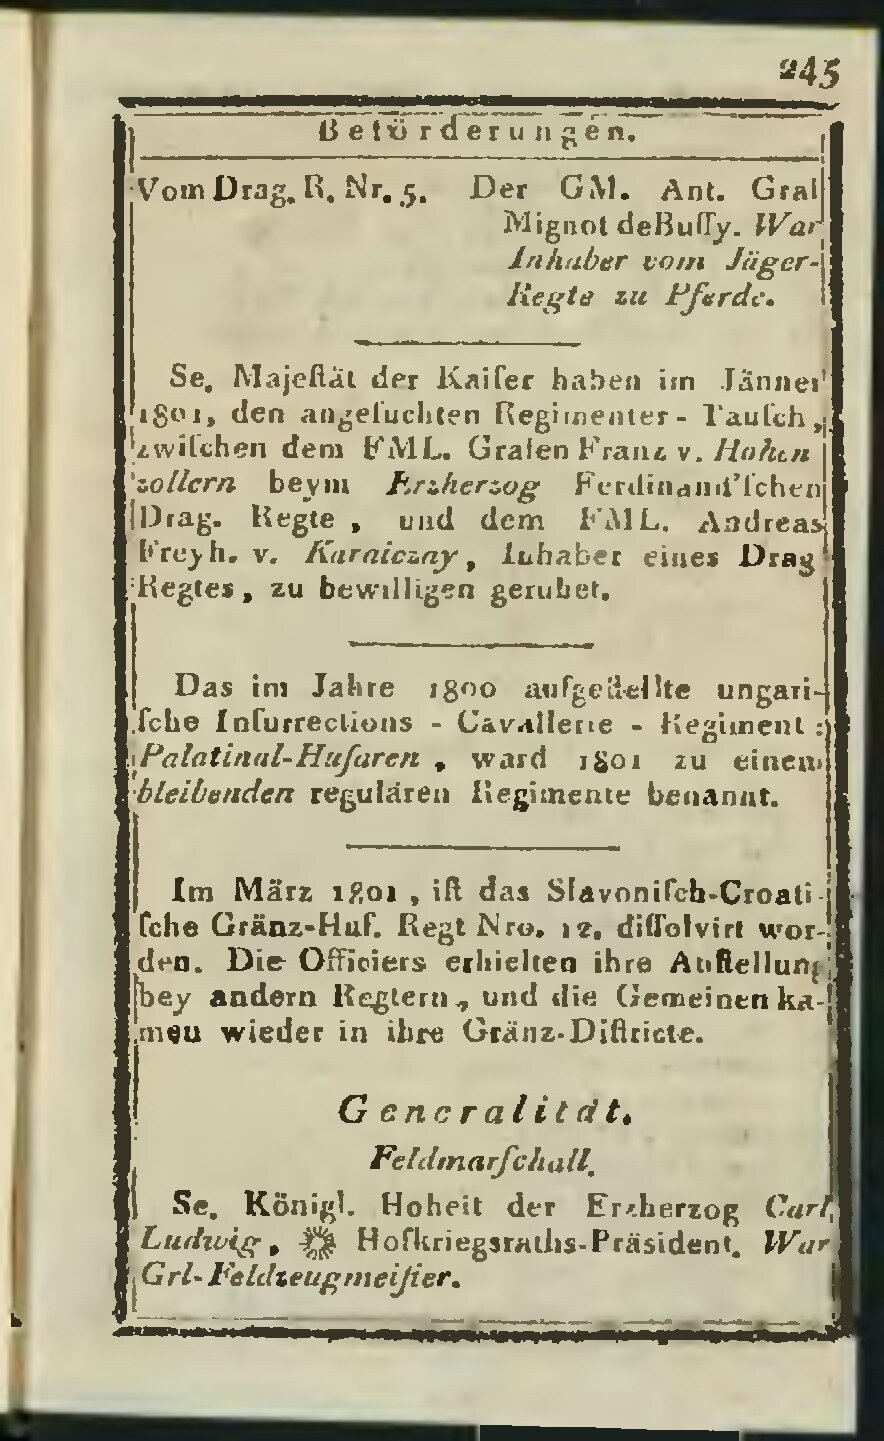 245
Beförderungen.
Vom Drag. R. Nr. 5. Der GM. Ant. Graf
Mignot de Buſſy. War
Inhaber vom Jäger-
Regte zu Pferde.
Se. Majeſtät der Kaiſer haben im Jänner
1801, den angeſuchten Regimenter-Tauſch,
zwiſchen dem FML. Grafen Franz v. Hohen
zollern beym Erzherzog Ferdinand'ſchen
Drag. Regte, und dem FML. Andreas
Freyh. v. Karaiczay, Inhaber eines Drag
Regtes, zu bewilligen geruhet.
Das im Jahre 1800 aufgeſtellte ungari-
ſche Inſurrections-Cavallerie-Regiment:
Palatinal-Huſaren, ward 1801 zu einem
bleibenden regulären Regimente benannt.
Im März 1801, iſt das Slavoniſch-Croati-
ſche Gränz-Huſ. Regt Nro. 12. diſſolvirt wor-
den. Die Officiers erhielten ihre Anſtellung
bey andern Regtern, und die Gemeinen ka-
men wieder in ihre Gränz-Diſtricte.
Generalität.
Feldmarſchall.
Se. Königl. Hoheit der Erzherzog Carl
Ludwig, Hofkriegsraths-Präsident. War
Grl-Feldzeugmeiſter.